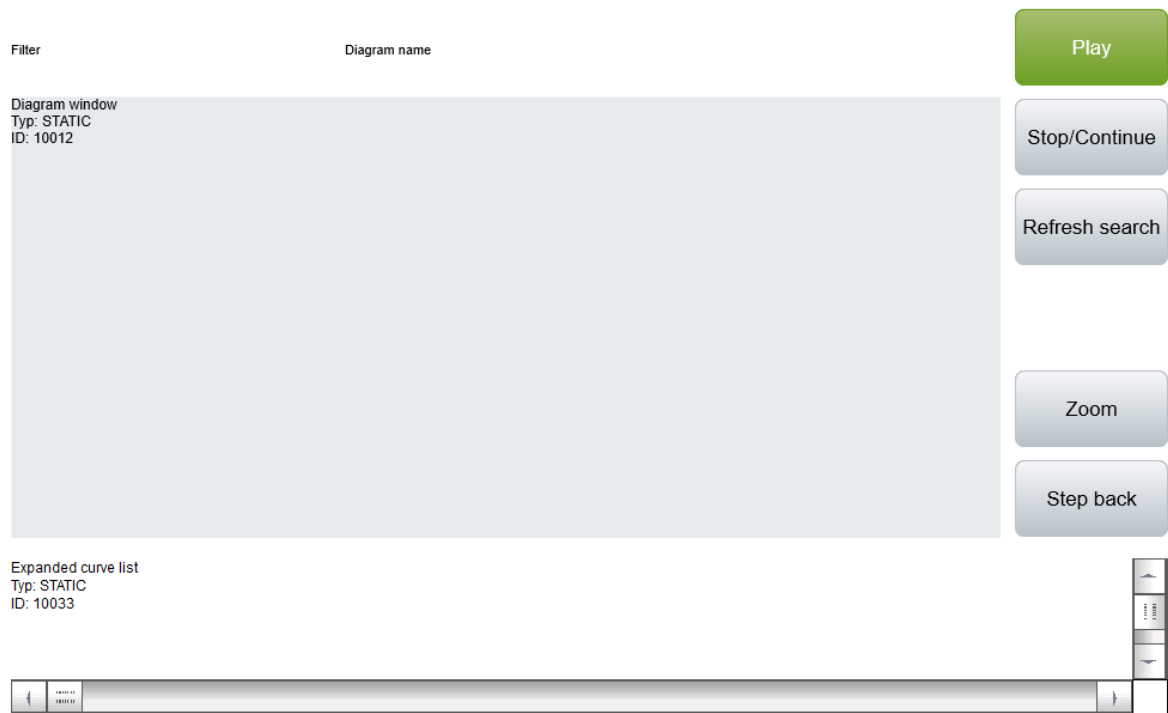 Filter
Diagram name
Play
Diagram window
Typ: STATIC
ID: 10012
Stop/Continue
Refresh search
Zoom
Step back
Expanded curve list
Typ: STATIC
ID: 10033